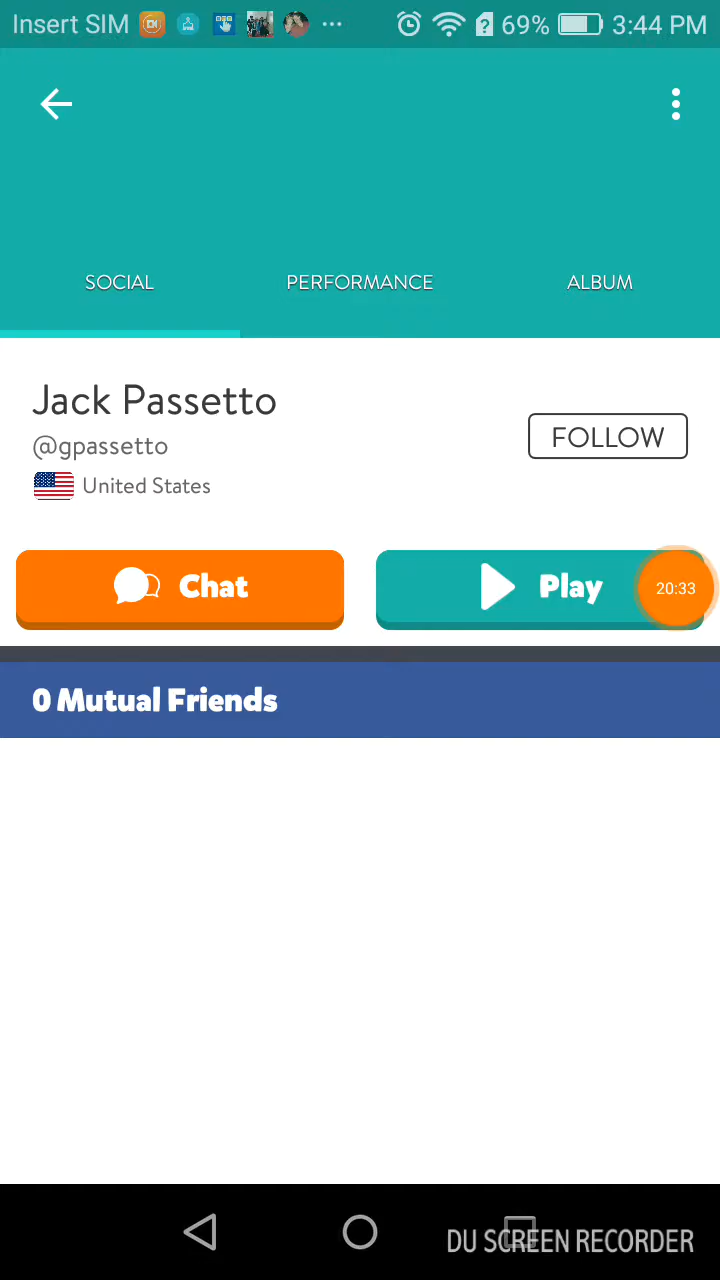 Insert SIM 69% 3:44 PM
SOCIAL PERFORMANCE ALBUM
Jack Passetto
@gpassetto
FOLLOW
United States
Chat Play 20:33
0 Mutual Friends
DU SCREEN RECORDER